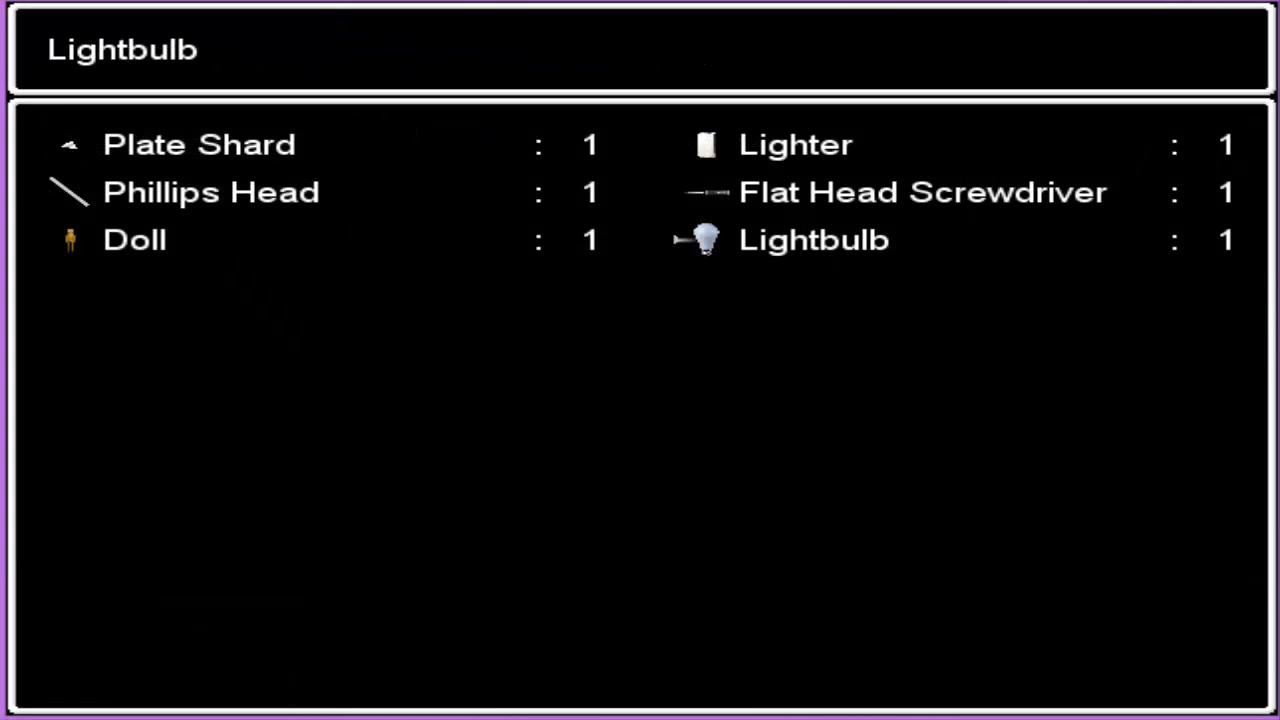 Lightbulb
Plate Shard : 1 Lighter : 1
Phillips Head : 1 Flat Head Screwdriver : 1
Doll : 1 Lightbulb : 1